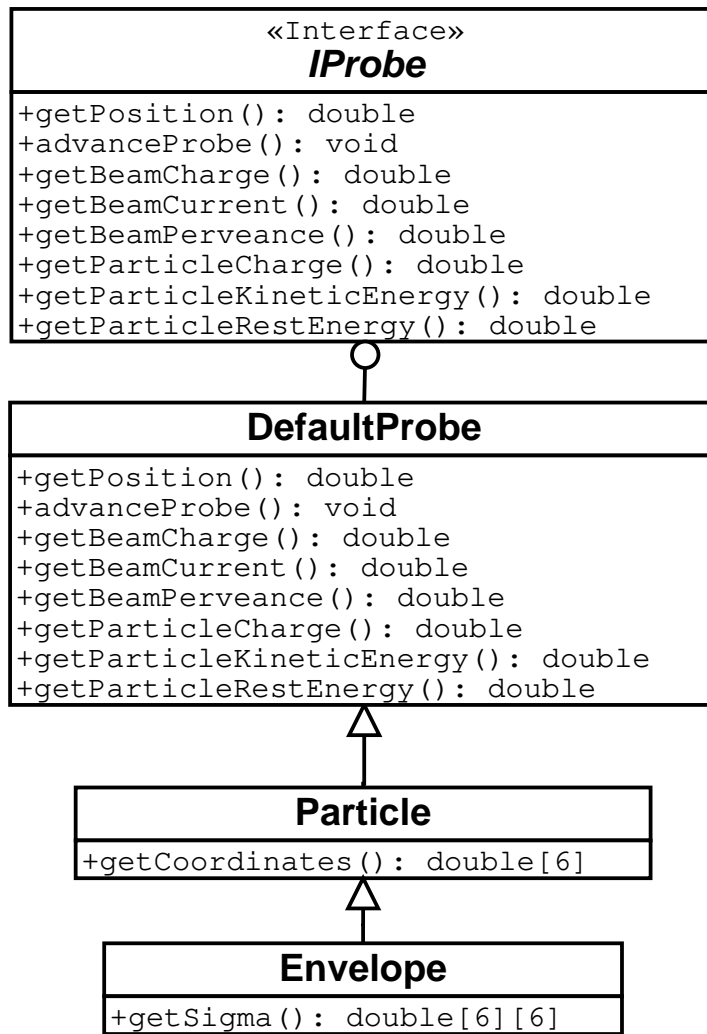 «Interface»
IProbe
+getPosition(): double
+advanceProbe(): void
+getBeamCharge(): double
+getBeamCurrent(): double
+getBeamPerveance(): double
+getParticleCharge(): double
+getParticleKineticEnergy(): double
+getParticleRestEnergy(): double
DefaultProbe
+getPosition(): double
+advanceProbe(): void
+getBeamCharge(): double
+getBeamCurrent(): double
+getBeamPerveance(): double
+getParticleCharge(): double
+getParticleKineticEnergy(): double
+getParticleRestEnergy(): double
Particle
+getCoordinates(): double[6]
Envelope
+getSigma(): double[6][6]